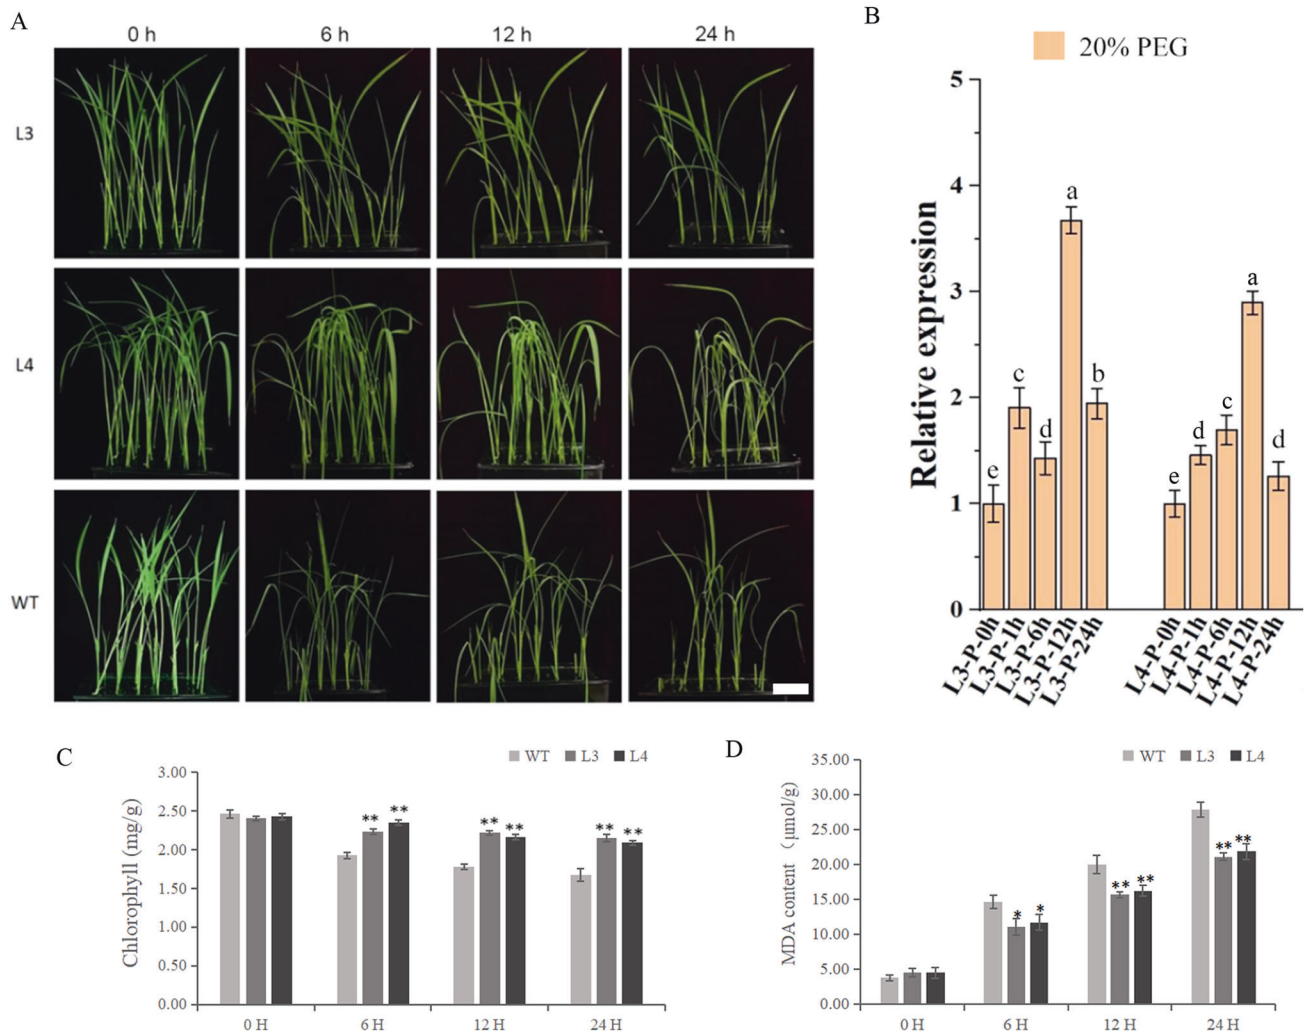 A
0 h
6 h
12 h
24 h
L3
L4
WT
B
20% PEG
5
4
3
2
1
0
Relative expression
e
c
d
a
b
e
d
c
a
d
L3-P-0h
L3-P-1h
L3-P-6h
L3-P-12h
L3-P-24h
L4-P-0h
L4-P-1h
L4-P-6h
L4-P-12h
L4-P-24h
C
WT L3 L4
3.00
2.50
2.00
1.50
1.00
0.50
0.00
Chlorophyll (mg/g)
** **
** **
** **
0 H
6 H
12 H
24 H
D
WT L3 L4
35.00
30.00
25.00
20.00
15.00
10.00
5.00
0.00
MDA content （μmol/g)
* *
** **
** **
0 H
6 H
12 H
24 H